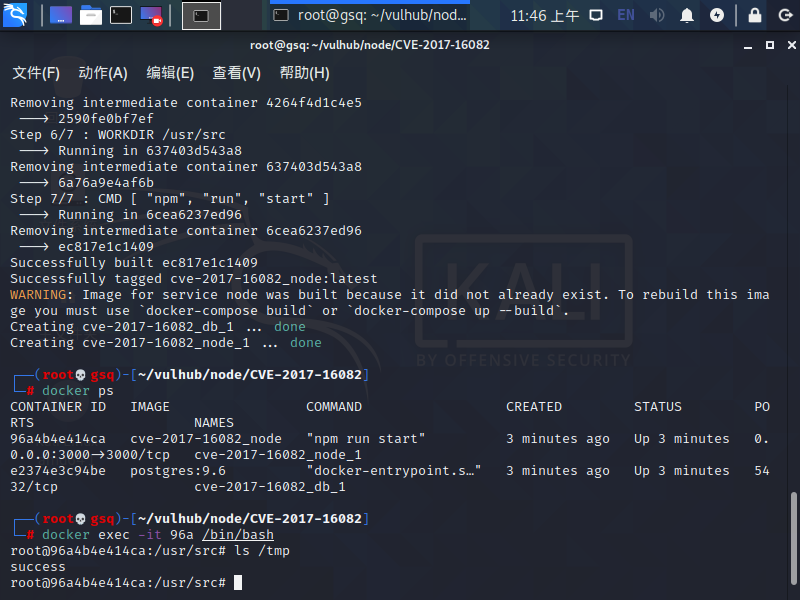 root@gsq: ~/vulhub/nod...
11:46 上午
EN
root@gsq: ~/vulhub/node/CVE-2017-16082
文件(F) 动作(A) 编辑(E) 查看(V) 帮助(H)
Removing intermediate container 4264f4d1c4e5
---> 2590fe0bf7ef
Step 6/7 : WORKDIR /usr/src
---> Running in 637403d543a8
Removing intermediate container 637403d543a8
---> 6a76a9e4af6b
Step 7/7 : CMD [ "npm", "run", "start" ]
---> Running in 6cea6237ed96
Removing intermediate container 6cea6237ed96
---> ec817e1c1409
Successfully built ec817e1c1409
Successfully tagged cve-2017-16082_node:latest
WARNING: Image for service node was built because it did not already exist. To rebuild this ima
ge you must use `docker-compose build` or `docker-compose up --build`.
Creating cve-2017-16082_db_1 ... done
Creating cve-2017-16082_node_1 ... done
KALI
BY OFFENSIVE SECURITY
┌──(root💀gsq)-[~/vulhub/node/CVE-2017-16082]
└─# docker ps
CONTAINER ID IMAGE COMMAND CREATED STATUS PO
RTS NAMES
96a4b4e414ca cve-2017-16082_node "npm run start" 3 minutes ago Up 3 minutes 0.
0.0.0:3000->3000/tcp cve-2017-16082_node_1
e2374e3c94be postgres:9.6 "docker-entrypoint.s…" 3 minutes ago Up 3 minutes 54
32/tcp cve-2017-16082_db_1
┌──(root💀gsq)-[~/vulhub/node/CVE-2017-16082]
└─# docker exec -it 96a /bin/bash
root@96a4b4e414ca:/usr/src# ls /tmp
success
root@96a4b4e414ca:/usr/src#